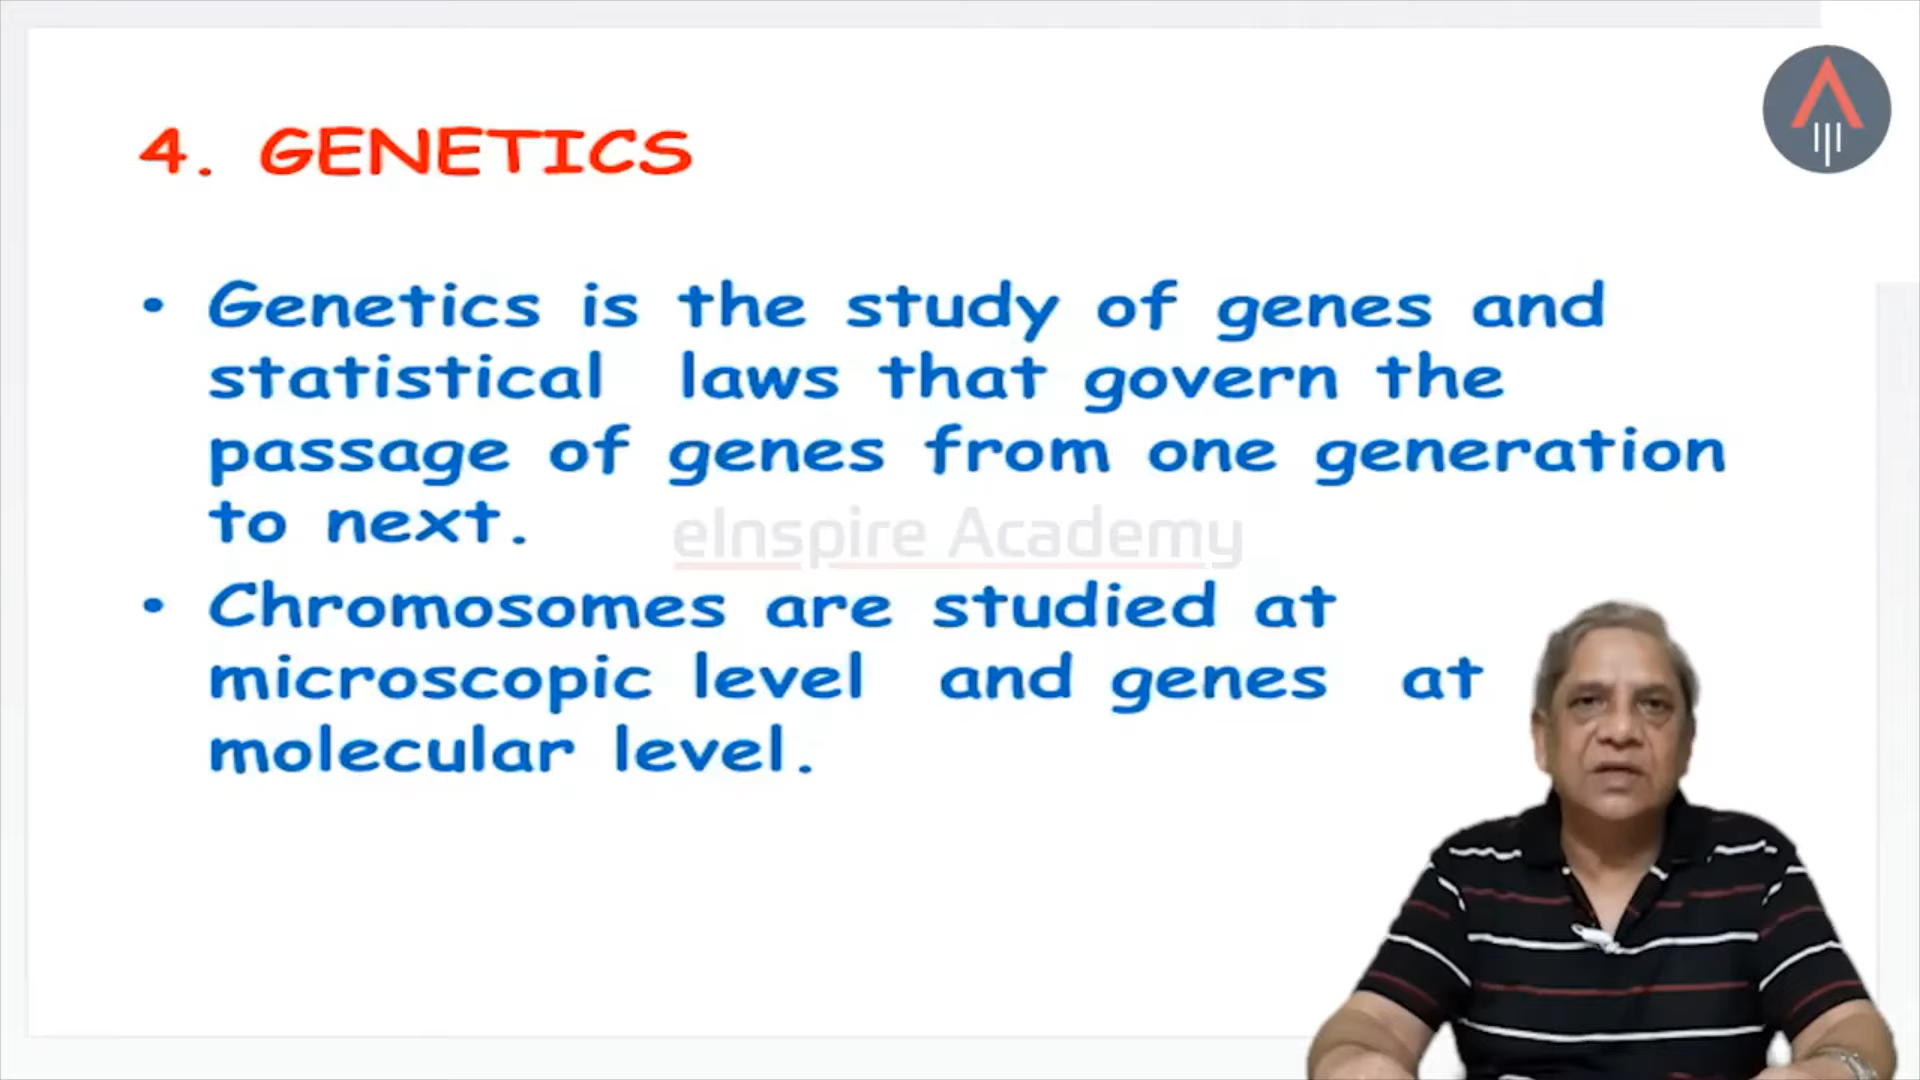 4. GENETICS
• Genetics is the study of genes and
statistical laws that govern the
passage of genes from one generation
to next.
eInspire Academy
• Chromosomes are studied at
microscopic level and genes at
molecular level.